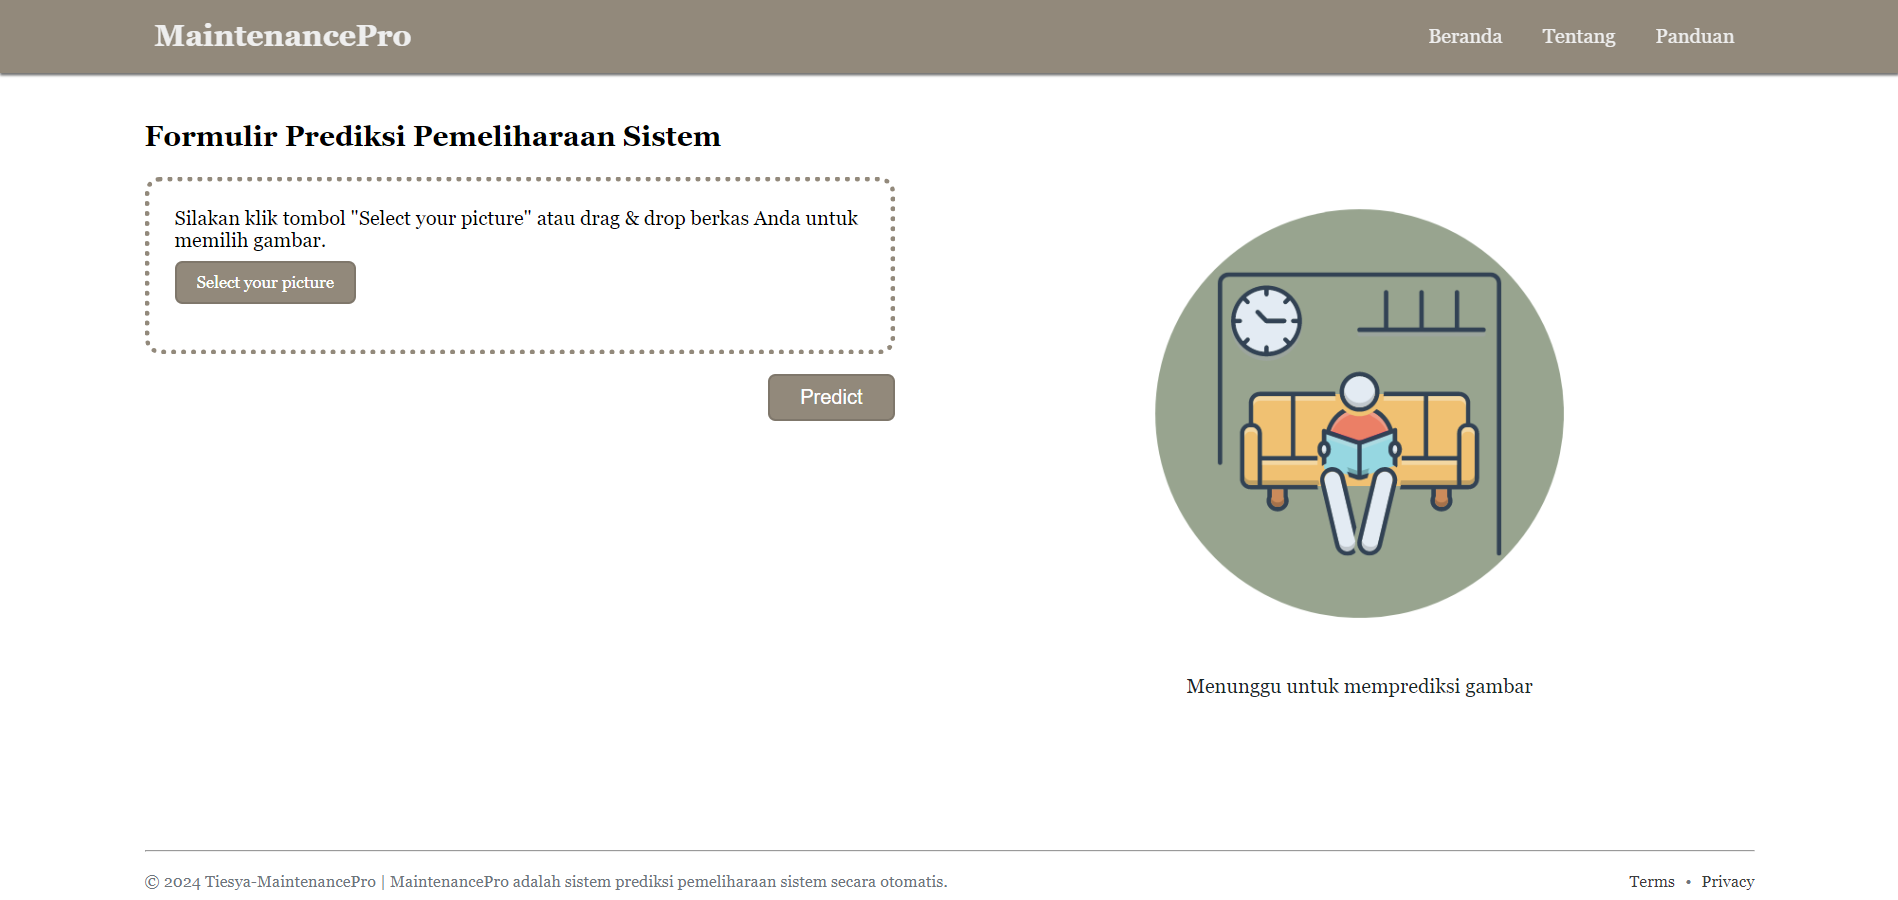 MaintenancePro
Beranda Tentang Panduan
Formulir Prediksi Pemeliharaan Sistem
Silakan klik tombol "Select your picture" atau drag & drop berkas Anda untuk
memilih gambar.
Select your picture
Predict
Menunggu untuk memprediksi gambar
© 2024 Tiesya-MaintenancePro | MaintenancePro adalah sistem prediksi pemeliharaan sistem secara otomatis.
Terms • Privacy